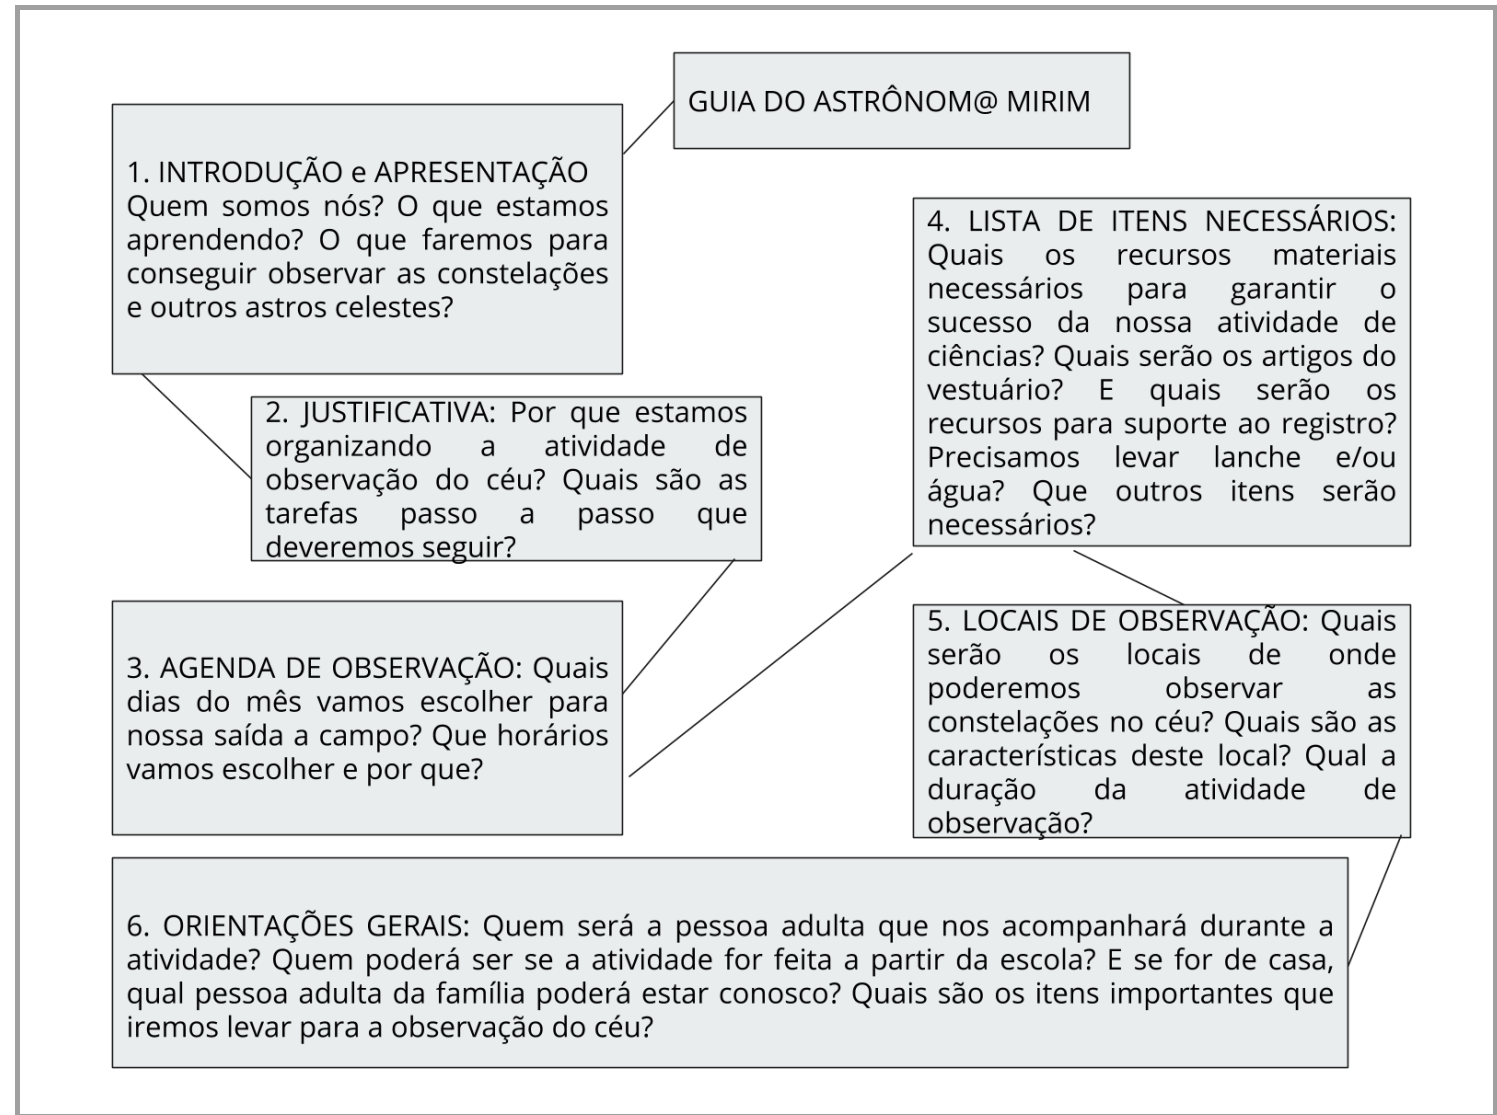 GUIA DO ASTRÔNOM@ MIRIM
1. INTRODUÇÃO e APRESENTAÇÃO
Quem somos nós? O que estamos
aprendendo? O que faremos para
conseguir observar as constelações
e outros astros celestes?
2. JUSTIFICATIVA: Por que estamos
organizando a atividade de
observação do céu? Quais são as
tarefas passo a passo que
deveremos seguir?
3. AGENDA DE OBSERVAÇÃO: Quais
dias do mês vamos escolher para
nossa saída a campo? Que horários
vamos escolher e por que?
4. LISTA DE ITENS NECESSÁRIOS:
Quais os recursos materiais
necessários para garantir o
sucesso da nossa atividade de
ciências? Quais serão os artigos do
vestuário? E quais serão os
recursos para suporte ao registro?
Precisamos levar lanche e/ou
água? Que outros itens serão
necessários?
5. LOCAIS DE OBSERVAÇÃO: Quais
serão os locais de onde
poderemos observar as
constelações no céu? Quais são as
características deste local? Qual a
duração da atividade de
observação?
6. ORIENTAÇÕES GERAIS: Quem será a pessoa adulta que nos acompanhará durante a
atividade? Quem poderá ser se a atividade for feita a partir da escola? E se for de casa,
qual pessoa adulta da família poderá estar conosco? Quais são os itens importantes que
iremos levar para a observação do céu?